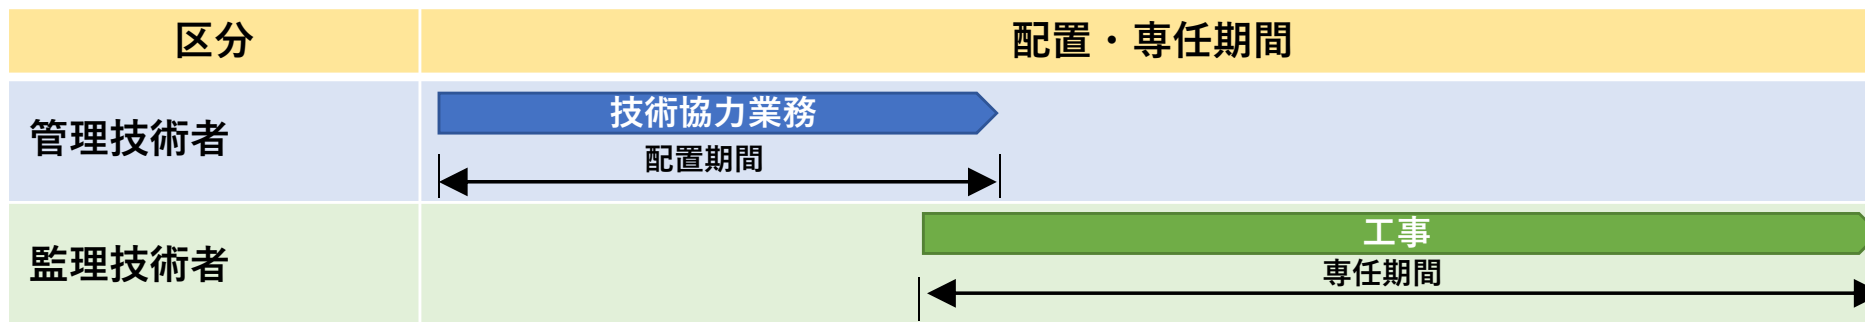 区分
配置・専任期間
管理技術者
技術協力業務
配置期間
監理技術者
工事
専任期間